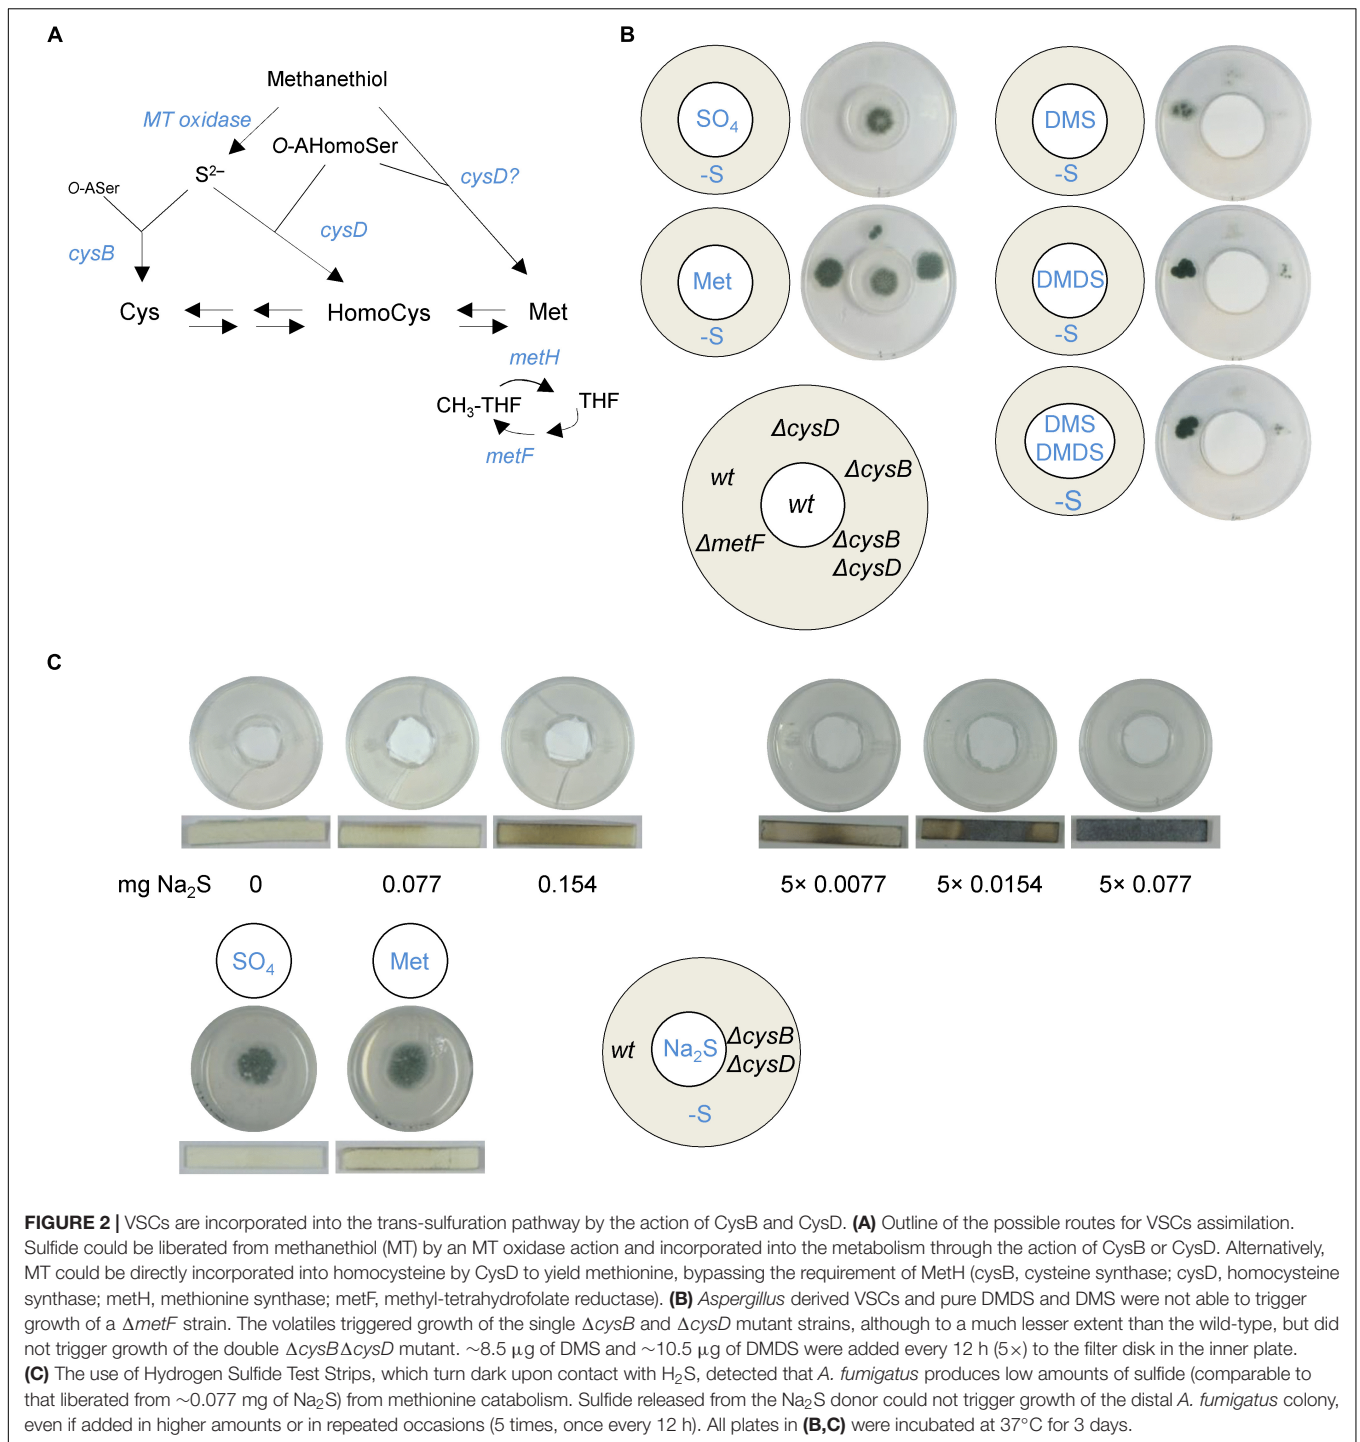 A
Methanethiol
MT oxidase
O-AHomoSer
S2–
O-ASer
cysD?
cysD
cysB
Cys
HomoCys
Met
metH
CH3-THF
THF
metF
B
SO4
-S
DMS
-S
Met
-S
DMDS
-S
DMS
DMDS
-S
ΔcysD
wt
ΔcysB
wt
ΔmetF
ΔcysB
ΔcysD
C
mg Na2S 0 0.077 0.154 5× 0.0077 5× 0.0154 5× 0.077
SO4
Met
wt
Na2S
ΔcysB
ΔcysD
-S
FIGURE 2 | VSCs are incorporated into the trans-sulfuration pathway by the action of CysB and CysD. (A) Outline of the possible routes for VSCs assimilation.
Sulfide could be liberated from methanethiol (MT) by an MT oxidase action and incorporated into the metabolism through the action of CysB or CysD. Alternatively,
MT could be directly incorporated into homocysteine by CysD to yield methionine, bypassing the requirement of MetH (cysB, cysteine synthase; cysD, homocysteine
synthase; metH, methionine synthase; metF, methyl-tetrahydrofolate reductase). (B) Aspergillus derived VSCs and pure DMDS and DMS were not able to trigger
growth of a ΔmetF strain. The volatiles triggered growth of the single ΔcysB and ΔcysD mutant strains, although to a much lesser extent than the wild-type, but did
not trigger growth of the double ΔcysBΔcysD mutant. ~8.5 μg of DMS and ~10.5 μg of DMDS were added every 12 h (5×) to the filter disk in the inner plate.
(C) The use of Hydrogen Sulfide Test Strips, which turn dark upon contact with H2S, detected that A. fumigatus produces low amounts of sulfide (comparable to
that liberated from ~0.077 mg of Na2S) from methionine catabolism. Sulfide released from the Na2S donor could not trigger growth of the distal A. fumigatus colony,
even if added in higher amounts or in repeated occasions (5 times, once every 12 h). All plates in (B,C) were incubated at 37°C for 3 days.